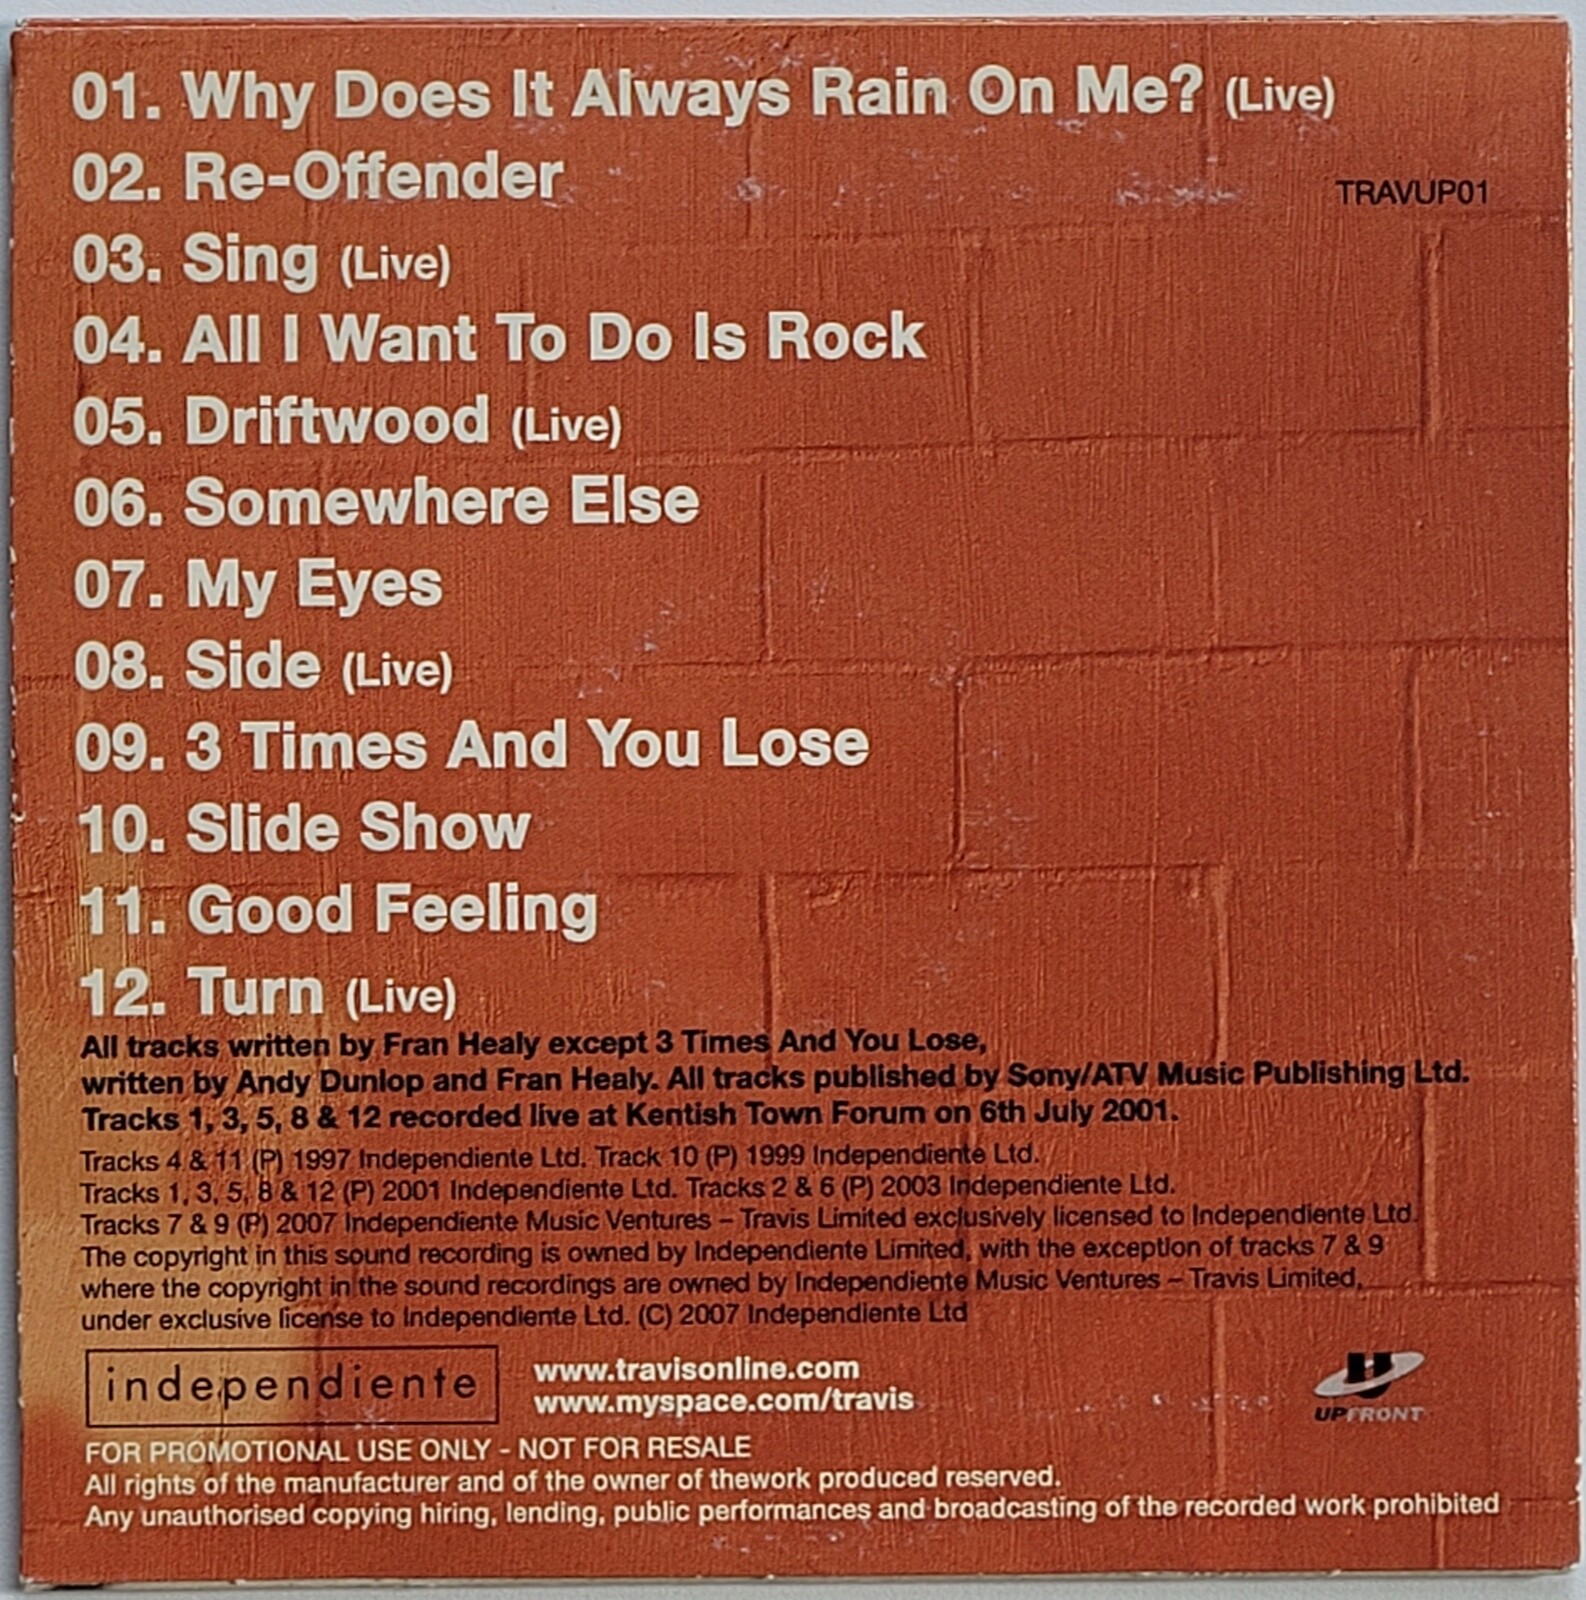 01. Why Does It Always Rain On Me? (Live)
02. Re-Offender
TRAVUP01
03. Sing (Live)
04. All I Want To Do Is Rock
05. Driftwood (Live)
06. Somewhere Else
07. My Eyes
08. Side (Live)
09. 3 Times And You Lose
10. Slide Show
11. Good Feeling
12. Turn (Live)
All tracks written by Fran Healy except 3 Times And You Lose,
written by Andy Dunlop and Fran Healy. All tracks published by Sony/ATV Music Publishing Ltd.
Tracks 1, 3, 5, 8 & 12 recorded live at Kentish Town Forum on 6th July 2001.
Tracks 4 & 11 (P) 1997 Independiente Ltd. Track 10 (P) 1999 Independiente Ltd.
Tracks 1, 3, 5, 8 & 12 (P) 2001 Independiente Ltd. Tracks 2 & 6 (P) 2003 Independiente Ltd.
Tracks 7 & 9 (P) 2007 Independiente Music Ventures – Travis Limited exclusively licensed to Independiente Ltd.
The copyright in this sound recording is owned by Independiente Limited, with the exception of tracks 7 & 9
where the copyright in the sound recordings are owned by Independiente Music Ventures – Travis Limited,
under exclusive license to Independiente Ltd. (C) 2007 Independiente Ltd
independiente
www.travisonline.com
www.myspace.com/travis
U
UPFRONT
FOR PROMOTIONAL USE ONLY - NOT FOR RESALE
All rights of the manufacturer and of the owner of thework produced reserved.
Any unauthorised copying hiring, lending, public performances and broadcasting of the recorded work prohibited